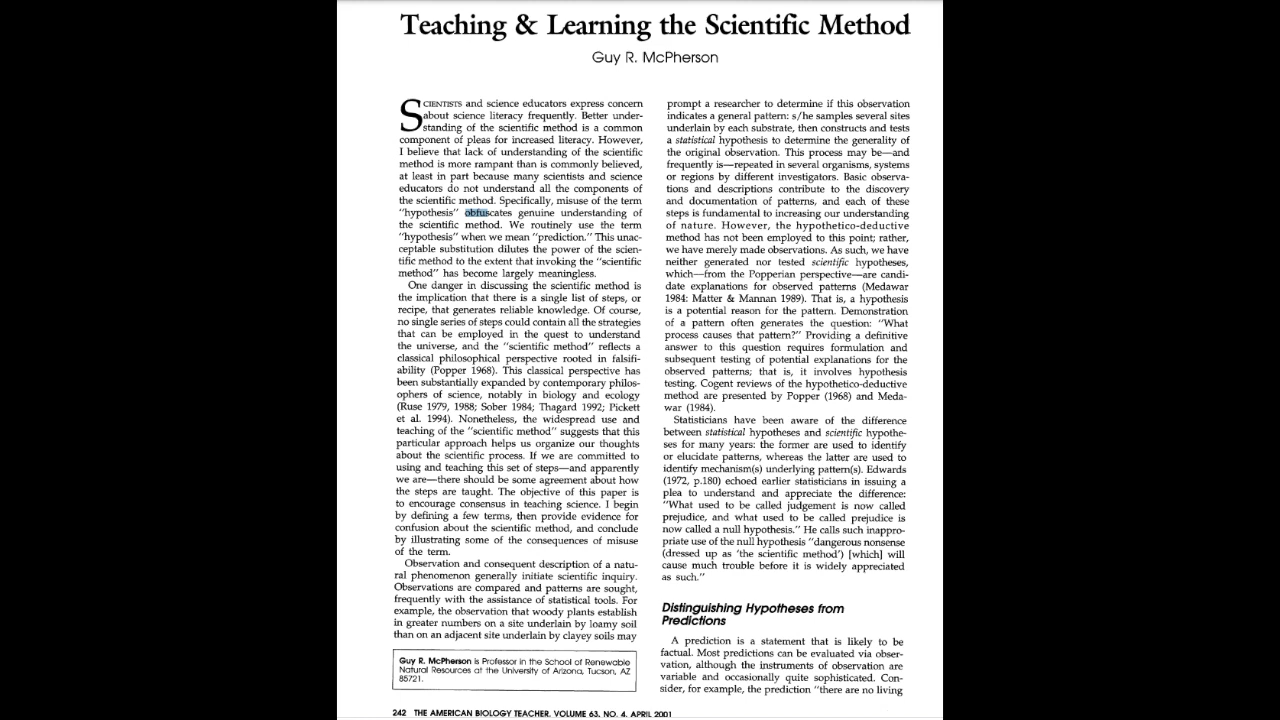 Teaching & Learning the Scientific Method
Guy R. McPherson
SCIENTISTS and science educators express concern
about science literacy frequently. Better under-
standing of the scientific method is a common
component of pleas for increased literacy. However,
I believe that lack of understanding of the scientific
method is more rampant than is commonly believed,
at least in part because many scientists and science
educators do not understand all the components of
the scientific method. Specifically, misuse of the term
"hypothesis" obfuscates genuine understanding of
the scientific method. We routinely use the term
"hypothesis" when we mean "prediction." This unac-
ceptable substitution dilutes the power of the scien-
tific method to the extent that invoking the "scientific
method" has become largely meaningless.
One danger in discussing the scientific method is
the implication that there is a single list of steps, or
recipe, that generates reliable knowledge. Of course,
no single series of steps could contain all the strategies
that can be employed in the quest to understand
the universe, and the "scientific method" reflects a
classical philosophical perspective rooted in falsifi-
ability (Popper 1968). This classical perspective has
been substantially expanded by contemporary philos-
ophers of science, notably in biology and ecology
(Ruse 1979, 1988; Sober 1984; Thagard 1992; Pickett
et al. 1994). Nonetheless, the widespread use and
teaching of the "scientific method" suggests that this
particular approach helps us organize our thoughts
about the scientific process. If we are committed to
using and teaching this set of steps—and apparently
we are—there should be some agreement about how
the steps are taught. The objective of this paper is
to encourage consensus in teaching science. I begin
by defining a few terms, then provide evidence for
confusion about the scientific method, and conclude
by illustrating some of the consequences of misuse
of the term.
Observation and consequent description of a natu-
ral phenomenon generally initiate scientific inquiry.
Observations are compared and patterns are sought,
frequently with the assistance of statistical tools. For
example, the observation that woody plants establish
in greater numbers on a site underlain by loamy soil
than on an adjacent site underlain by clayey soils may
Guy R. McPherson is Professor in the School of Renewable
Natural Resources at the University of Arizona, Tucson, AZ
85721.
prompt a researcher to determine if this observation
indicates a general pattern: s/he samples several sites
underlain by each substrate, then constructs and tests
a statistical hypothesis to determine the generality of
the original observation. This process may be—and
frequently is—repeated in several organisms, systems
or regions by different investigators. Basic observa-
tions and descriptions contribute to the discovery
and documentation of patterns, and each of these
steps is fundamental to increasing our understanding
of nature. However, the hypothetico-deductive
method has not been employed to this point; rather,
we have merely made observations. As such, we have
neither generated nor tested scientific hypotheses,
which—from the Popperian perspective—are candi-
date explanations for observed patterns (Medawar
1984: Matter & Mannan 1989). That is, a hypothesis
is a potential reason for the pattern. Demonstration
of a pattern often generates the question: "What
process causes that pattern?" Providing a definitive
answer to this question requires formulation and
subsequent testing of potential explanations for the
observed patterns; that is, it involves hypothesis
testing. Cogent reviews of the hypothetico-deductive
method are presented by Popper (1968) and Meda-
war (1984).
Statisticians have been aware of the difference
between statistical hypotheses and scientific hypothe-
ses for many years: the former are used to identify
or elucidate patterns, whereas the latter are used to
identify mechanism(s) underlying pattern(s). Edwards
(1972, p.180) echoed earlier statisticians in issuing a
plea to understand and appreciate the difference:
"What used to be called judgement is now called
prejudice, and what used to be called prejudice is
now called a null hypothesis." He calls such inappro-
priate use of the null hypothesis "dangerous nonsense
(dressed up as 'the scientific method') [which] will
cause much trouble before it is widely appreciated
as such."
Distinguishing Hypotheses from
Predictions
A prediction is a statement that is likely to be
factual. Most predictions can be evaluated via obser-
vation, although the instruments of observation are
variable and occasionally quite sophisticated. Con-
sider, for example, the prediction "there are no living
242 THE AMERICAN BIOLOGY TEACHER, VOLUME 63, NO. 4, APRIL 2001